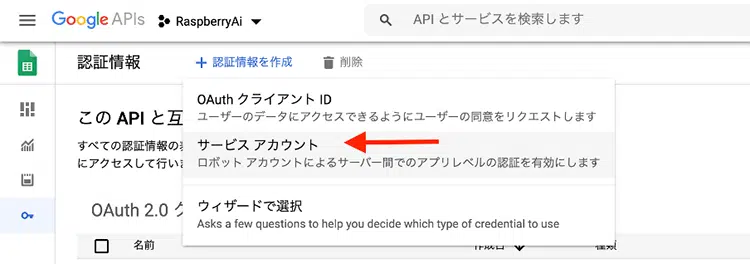 Google APIs
RaspberryAi
API とサービスを検索します
認証情報
+ 認証情報を作成
削除
OAuth クライアント ID
ユーザーのデータにアクセスできるようにユーザーの同意をリクエストします
この API と互
サービス アカウント
すべての認証情報の
ロボット アカウントによるサーバー間でのアプリレベルの認証を有効にします
にアクセスして行いま
ウィザードで選択
OAuth 2.0 ク
Asks a few questions to help you decide which type of credential to use
名前
作成日
種類